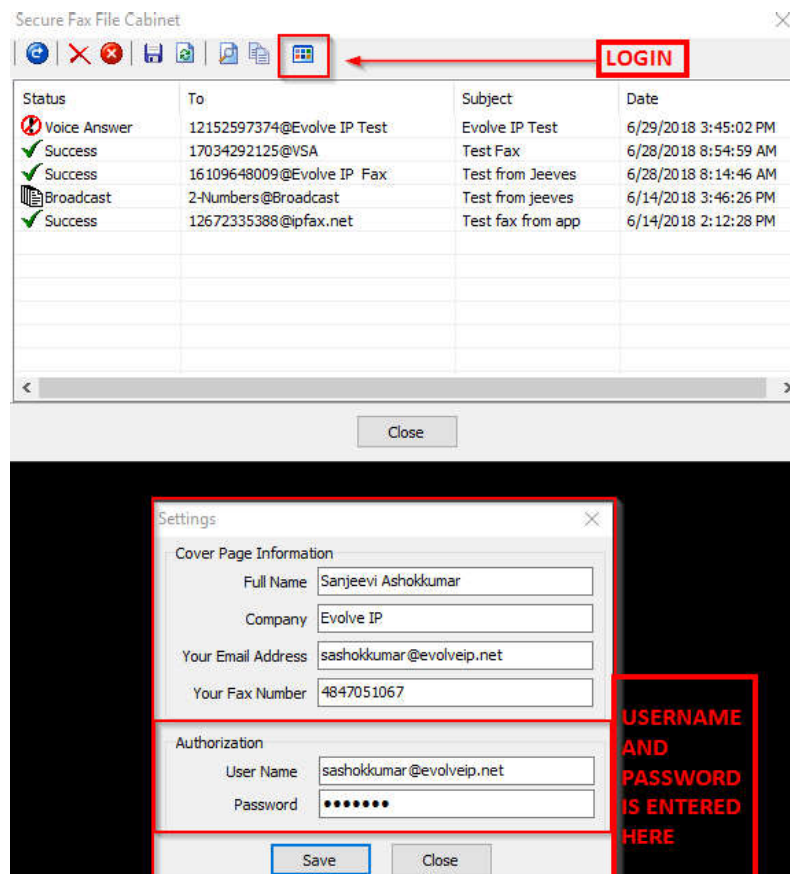 Secure Fax File Cabinet
LOGIN
Status To Subject Date
Voice Answer 12152597374@Evolve IP Test Evolve IP Test 6/29/2018 3:45:02 PM
Success 17034292125@VSA Test Fax 6/28/2018 8:54:59 AM
Success 16109648009@Evolve IP Fax Test from Jeeves 6/28/2018 8:14:46 AM
Broadcast 2-Numbers@Broadcast Test from jeeves 6/14/2018 3:46:26 PM
Success 12672335388@ipfax.net Test fax from app 6/14/2018 2:12:28 PM
Close
Settings
Cover Page Information
Full Name Sanjeevi Ashokkumar
Company Evolve IP
Your Email Address sashokkumar@evolveip.net
Your Fax Number 4847051067
Authorization
User Name sashokkumar@evolveip.net
Password •••••••
USERNAME
AND
PASSWORD
IS ENTERED
HERE
Save Close